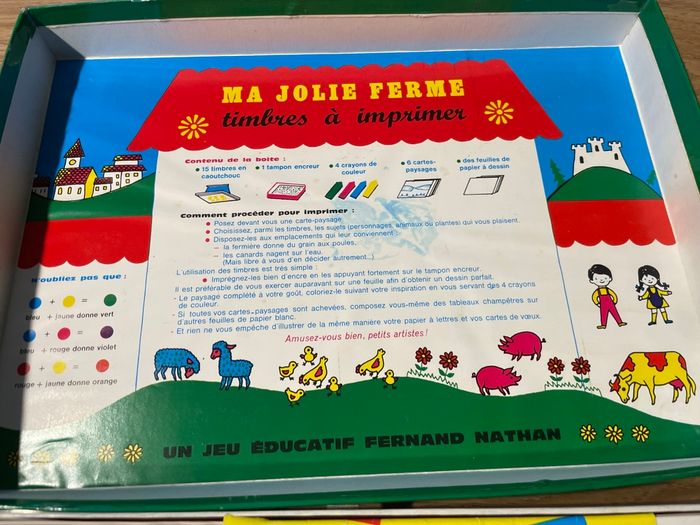 MA JOLIE FERME
timbres à imprimer
Contenu de la boîte :
• 15 timbres en caoutchouc
• 1 tampon encreur
• 4 crayons de couleur
• 6 cartes-paysages
• des feuilles de papier à dessin
Comment procéder pour imprimer :
• Posez devant vous une carte-paysage.
• Choisissez, parmi les timbres, les sujets (personnages, animaux ou plantes) qui vous plaisent.
• Disposez-les aux emplacements qui leur conviennent :
— la fermière donne du grain aux poules,
— les canards nagent sur l'eau.
(Mais libre à vous d'en décider autrement...)
L'utilisation des timbres est très simple :
• Imprégnez-les bien d'encre en les appuyant fortement sur le tampon encreur.
Il est préférable de vous exercer auparavant sur une feuille afin d'obtenir un dessin parfait.
- Le paysage complété à votre goût, coloriez-le suivant votre inspiration en vous servant des 4 crayons
de couleur.
- Si toutes vos cartes-paysages sont achevées, composez vous-même des tableaux champêtres sur
d'autres feuilles de papier blanc.
- Et rien ne vous empêche d'illustrer de la même manière votre papier à lettres et vos cartes de vœux.
Amusez-vous bien, petits artistes !
N'oubliez pas que :
+ =
bleu + jaune donne vert
+ =
bleu + rouge donne violet
+ =
rouge + jaune donne orange
UN JEU ÉDUCATIF FERNAND NATHAN